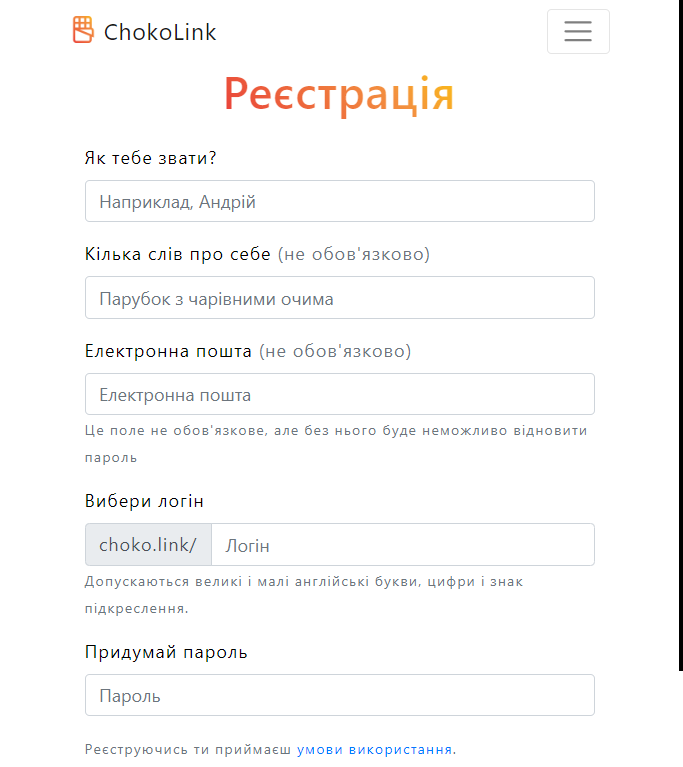 ChokoLink
Реєстрація
Як тебе звати?
Наприклад, Андрій
Кілька слів про себе (не обов'язково)
Парубок з чарівними очима
Електронна пошта (не обов'язково)
Електронна пошта
Це поле не обов'язкове, але без нього буде неможливо відновити
пароль
Вибери логін
choko.link/ Логін
Допускаються великі і малі англійські букви, цифри і знак
підкреслення.
Придумай пароль
Пароль
Реєструючись ти приймаєш умови використання.